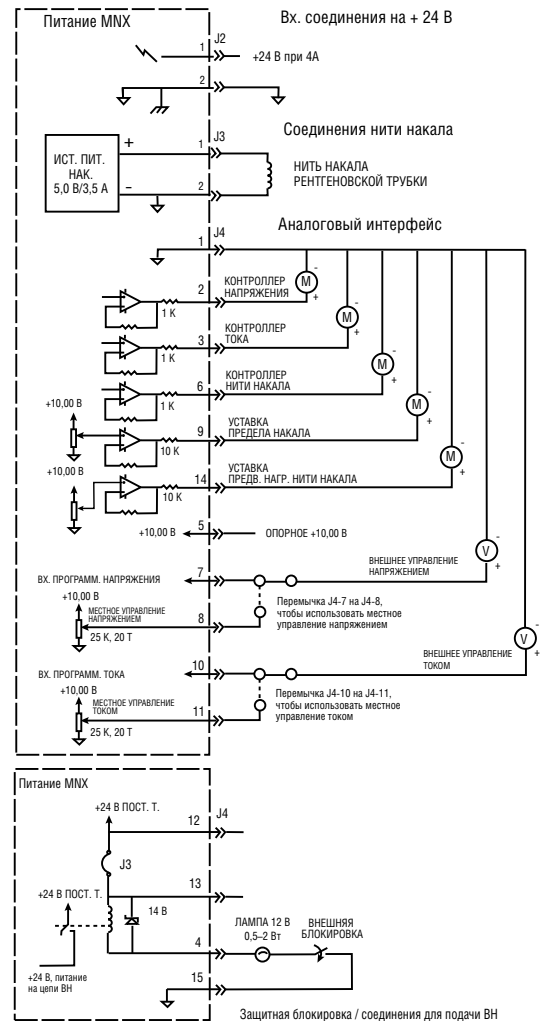 Питание MNX
Вх. соединения на + 24 В
J2
1
+24 В при 4А
2
Соединения нити накала
J3
ИСТ. ПИТ.
НАК.
5,0 В/3,5 А
+
1
–
2
НИТЬ НАКАЛА
РЕНТГЕНОВСКОЙ ТРУБКИ
Аналоговый интерфейс
J4
1
2
КОНТРОЛЛЕР
НАПРЯЖЕНИЯ
1 К
M
-
+
3
КОНТРОЛЛЕР
ТОКА
1 К
M
-
+
6
КОНТРОЛЛЕР
НИТИ НАКАЛА
1 К
M
-
+
+10,00 В
9
УСТАВКА
ПРЕДЕЛА НАКАЛА
10 К
M
-
+
+10,00 В
14
УСТАВКА
ПРЕДВ. НАГР. НИТИ НАКАЛА
10 К
M
-
+
+10,00 В
5
ОПОРНОЕ +10,00 В
V
-
+
ВНЕШНЕЕ УПРАВЛЕНИЕ
НАПРЯЖЕНИЕМ
ВХ. ПРОГРАММ. НАПРЯЖЕНИЯ
7
+10,00 В
МЕСТНОЕ УПРАВЛЕНИЕ
НАПРЯЖЕНИЕМ
8
25 К, 20 Т
Перемычка J4-7 на J4-8,
чтобы использовать местное
управление напряжением
V
-
+
ВНЕШНЕЕ УПРАВЛЕНИЕ
ТОКОМ
ВХ. ПРОГРАММ. ТОКА
10
+10,00 В
МЕСТНОЕ УПРАВЛЕНИЕ
ТОКОМ
11
25 К, 20 Т
Перемычка J4-10 на J4-11,
чтобы использовать местное
управление током
Питание MNX
+24 В ПОСТ. Т.
12
J4
J3
+24 В ПОСТ. Т.
13
14 В
4
ЛАМПА 12 В
0,5–2 Вт
ВНЕШНЯЯ
БЛОКИРОВКА
+24 В, питание
на цепи ВН
15
Защитная блокировка / соединения для подачи ВН